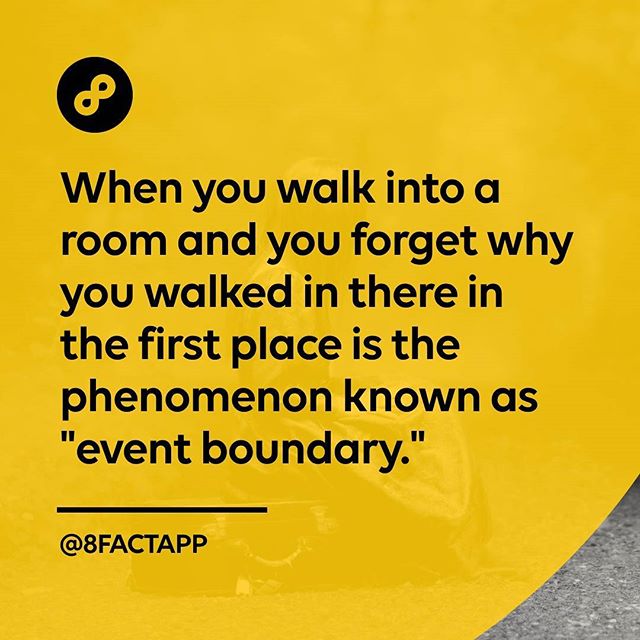 When you walk into a
room and you forget why
you walked in there in
the first place is the
phenomenon known as
"event boundary."
@8FACTAPP